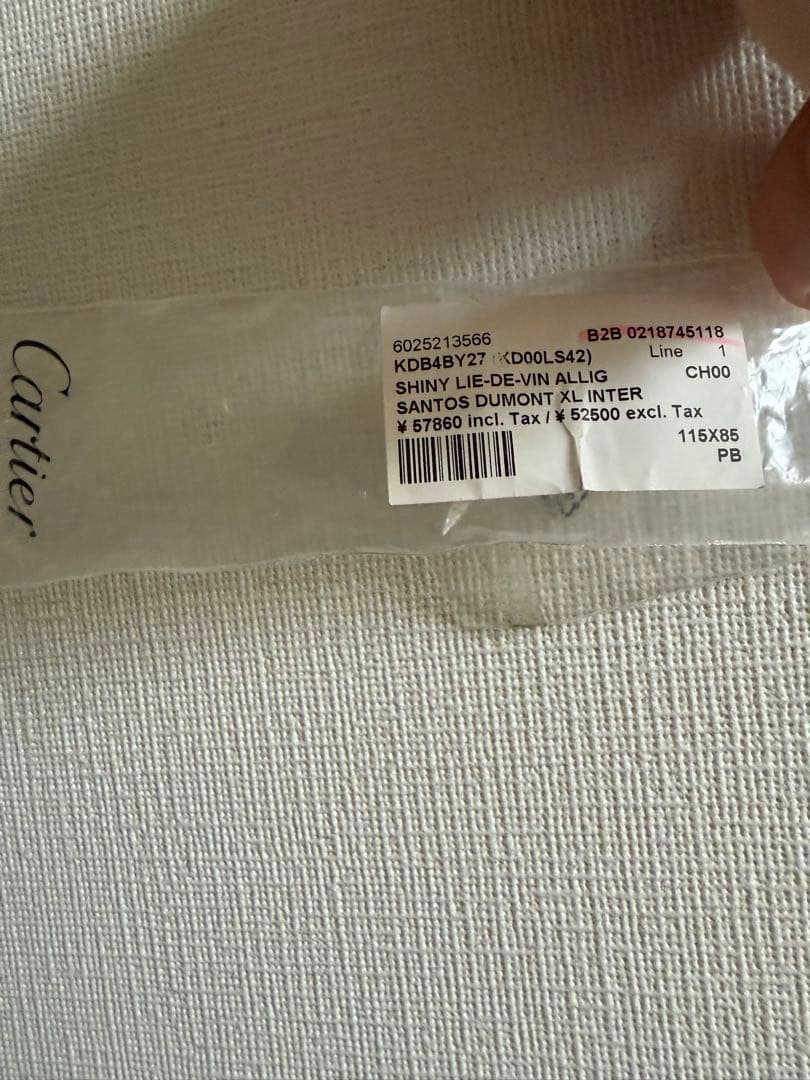 Cartier
6025213566 B2B 0218745118
KDB4BY27 KD00LS42) Line 1
SHINY LIE-DE-VIN ALLIG CH00
SANTOS DUMONT XL INTER
¥ 57860 incl. Tax / ¥ 52500 excl. Tax
115X85
PB